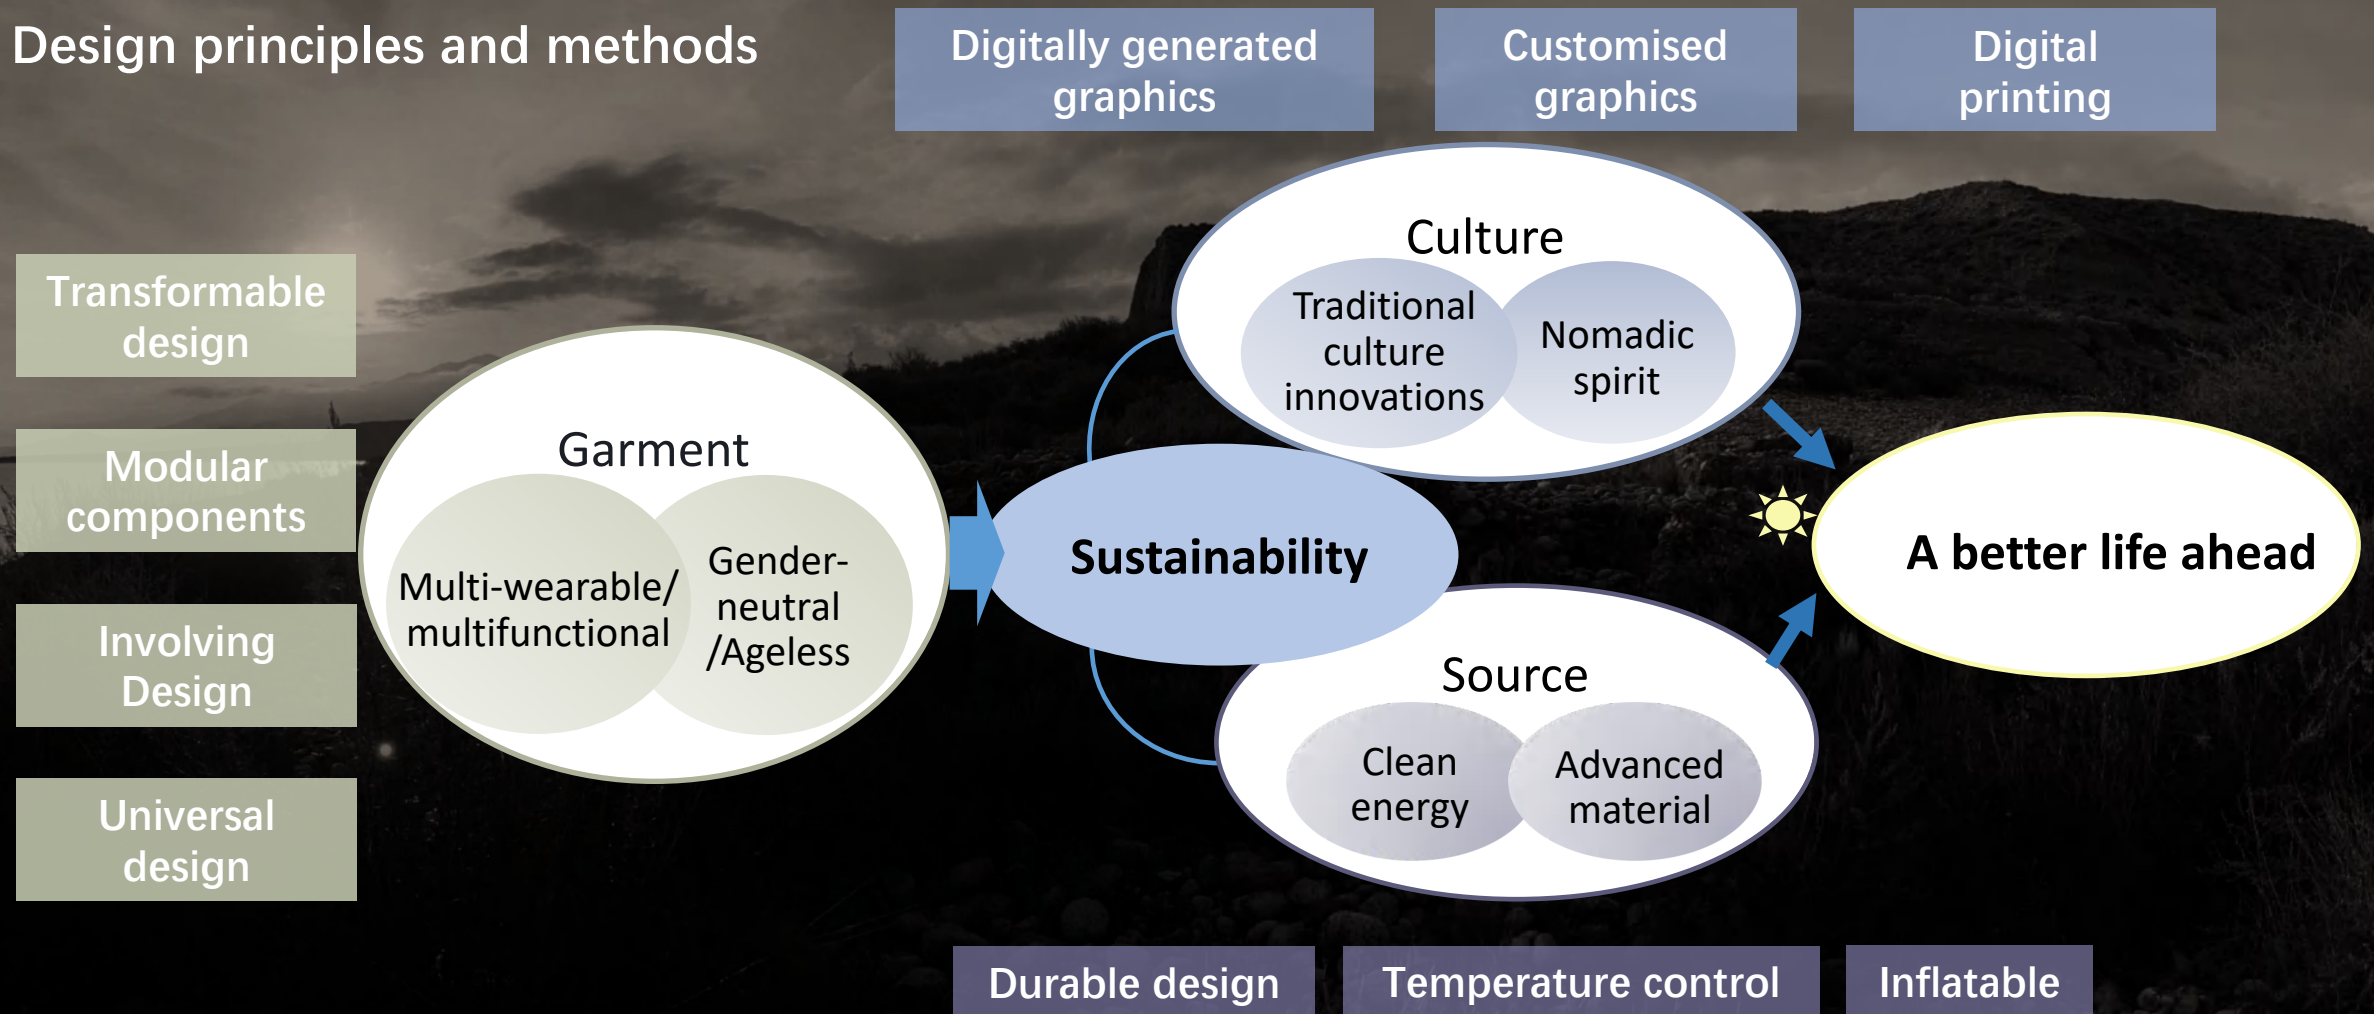 Design principles and methods
Digitally generated
graphics
Customised
graphics
Digital
printing
Transformable
design
Modular
components
Involving
Design
Universal
design
Garment
Multi-wearable/
multifunctional
Gender-
neutral
/Ageless
Sustainability
Culture
Traditional
culture
innovations
Nomadic
spirit
Source
Clean
energy
Advanced
material
A better life ahead
Durable design
Temperature control
Inflatable